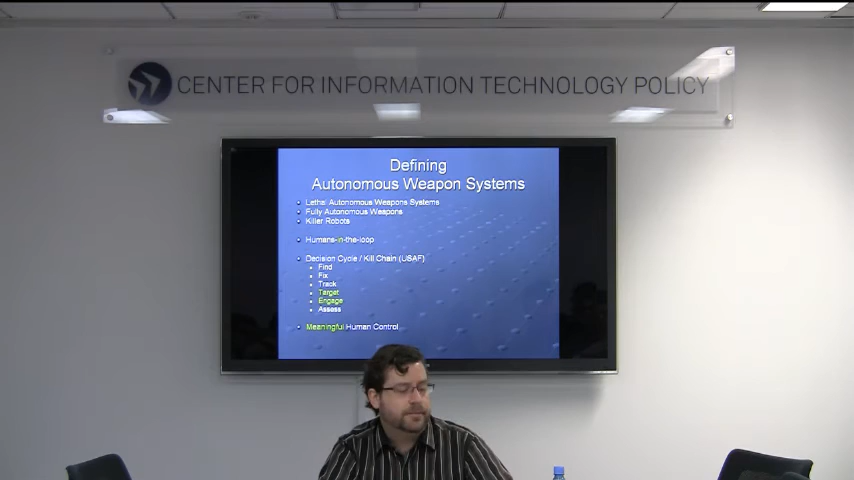 CENTER FOR INFORMATION TECHNOLOGY POLICY
Defining
Autonomous Weapon Systems
Lethal Autonomous Weapons Systems
Fully Autonomous Weapons
Killer Robots
Humans-in-the-loop
Decision Cycle / Kill Chain (USAF)
Find
Fix
Track
Target
Engage
Assess
Meaningful Human Control